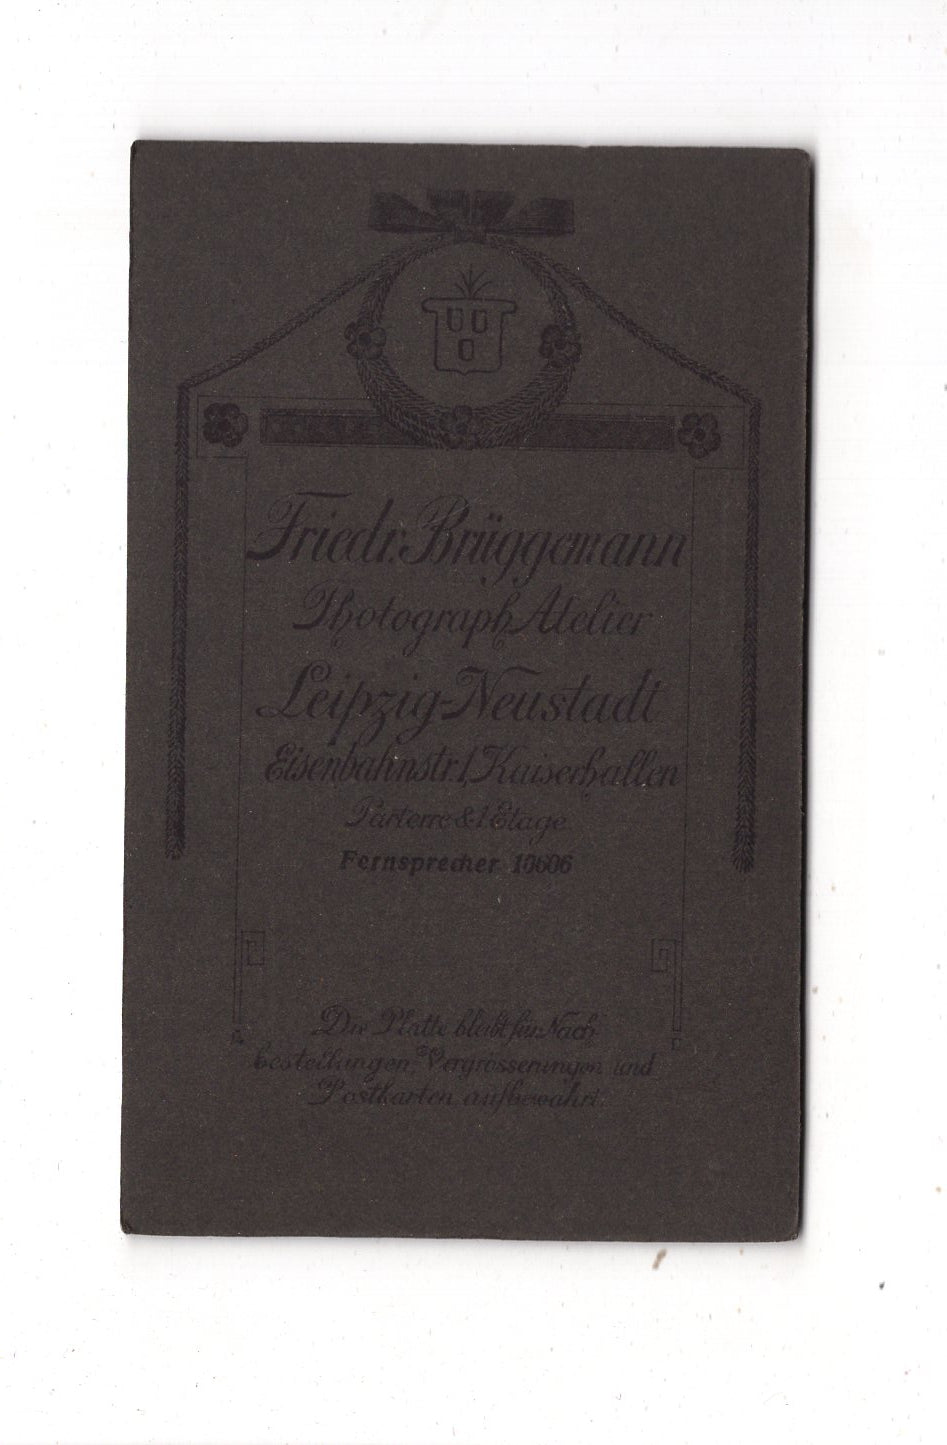 Friedr. Brüggemann
Photograph Atelier
Leipzig-Neustadt
Eisenbahnstr. 1, Kaiserhallen
Parterre & 1 Etage
Fernsprecher 10606
Die Platte bleibt für Nach
bestellungen, Vergrösserungen und
Postkarten aufbewahrt.